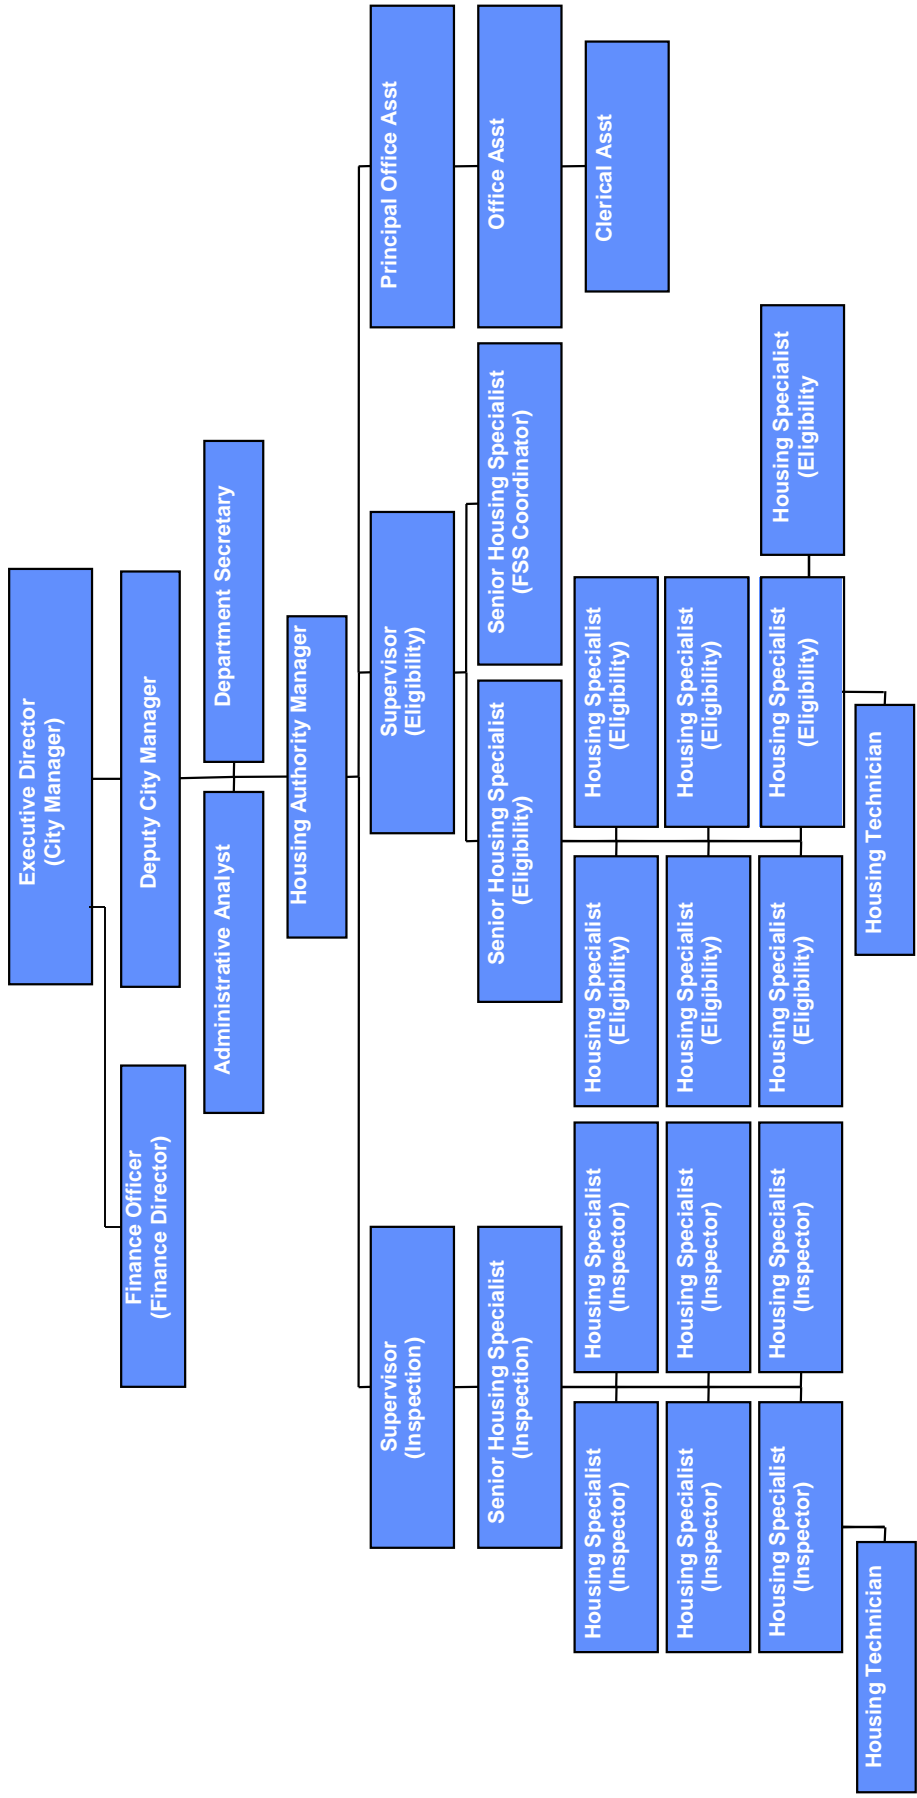 Executive Director
(City Manager)
Finance Officer
(Finance Director)
Deputy City Manager
Administrative Analyst
Department Secretary
Housing Authority Manager
Supervisor
(Inspection)
Supervisor
(Eligibility)
Principal Office Asst
Senior Housing Specialist
(Inspection)
Senior Housing Specialist
(Eligibility)
Senior Housing Specialist
(FSS Coordinator)
Office Asst
Housing Specialist
(Inspector)
Housing Specialist
(Inspector)
Housing Specialist
(Eligibility)
Housing Specialist
(Eligibility)
Clerical Asst
Housing Specialist
(Inspector)
Housing Specialist
(Inspector)
Housing Specialist
(Eligibility)
Housing Specialist
(Eligibility)
Housing Specialist
(Inspector)
Housing Specialist
(Inspector)
Housing Specialist
(Eligibility)
Housing Specialist
(Eligibility)
Housing Specialist
(Eligibility
Housing Technician
Housing Technician